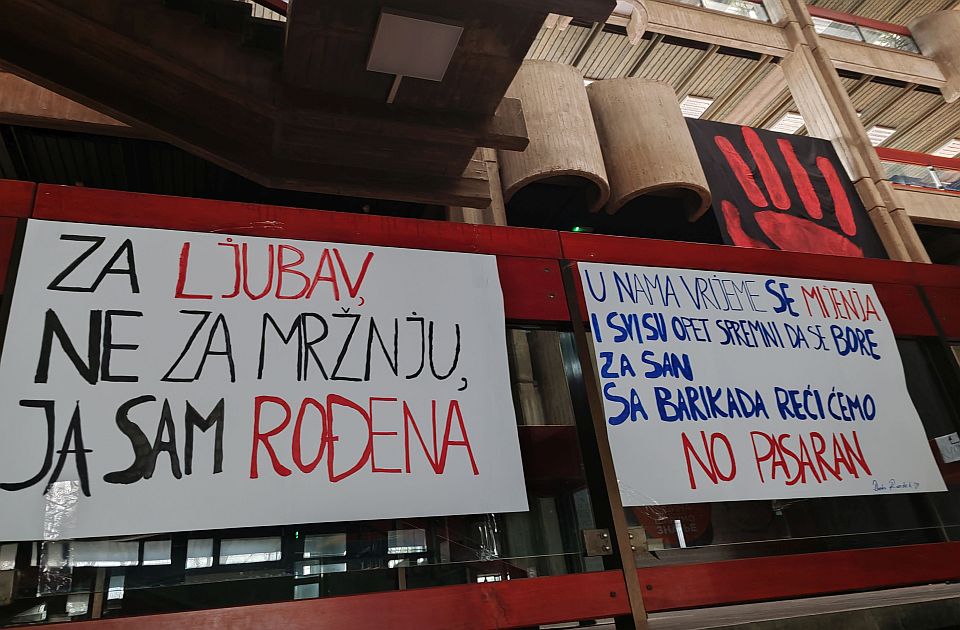 ZA LJUBAV,
NE ZA MRŽNJU,
JA SAM ROĐENA
U NAMA VRIJEME SE MIJENJA
I SVI SU OPET SPREMNI DA SE BORE
ZA SAN
SA BARIKADA REĆI ĆEMO
NO PASARAN
ЗНАЊЕ